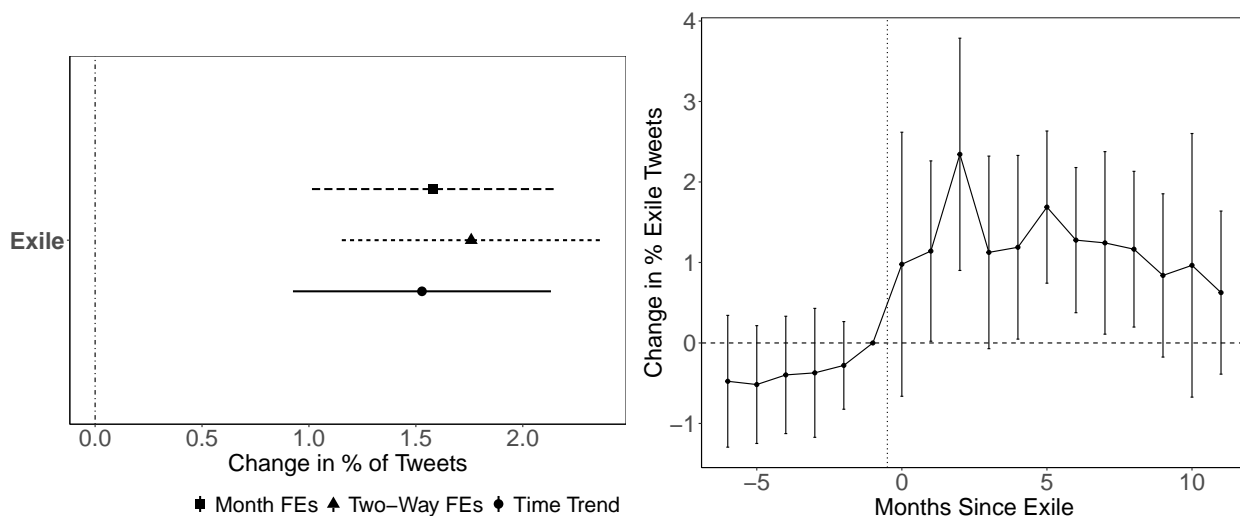 Exile
0.0 0.5 1.0 1.5 2.0
Change in % of Tweets
Month FEs Two−Way FEs Time Trend
Change in % Exile Tweets
4
3
2
1
0
−1
−5 0 5 10
Months Since Exile